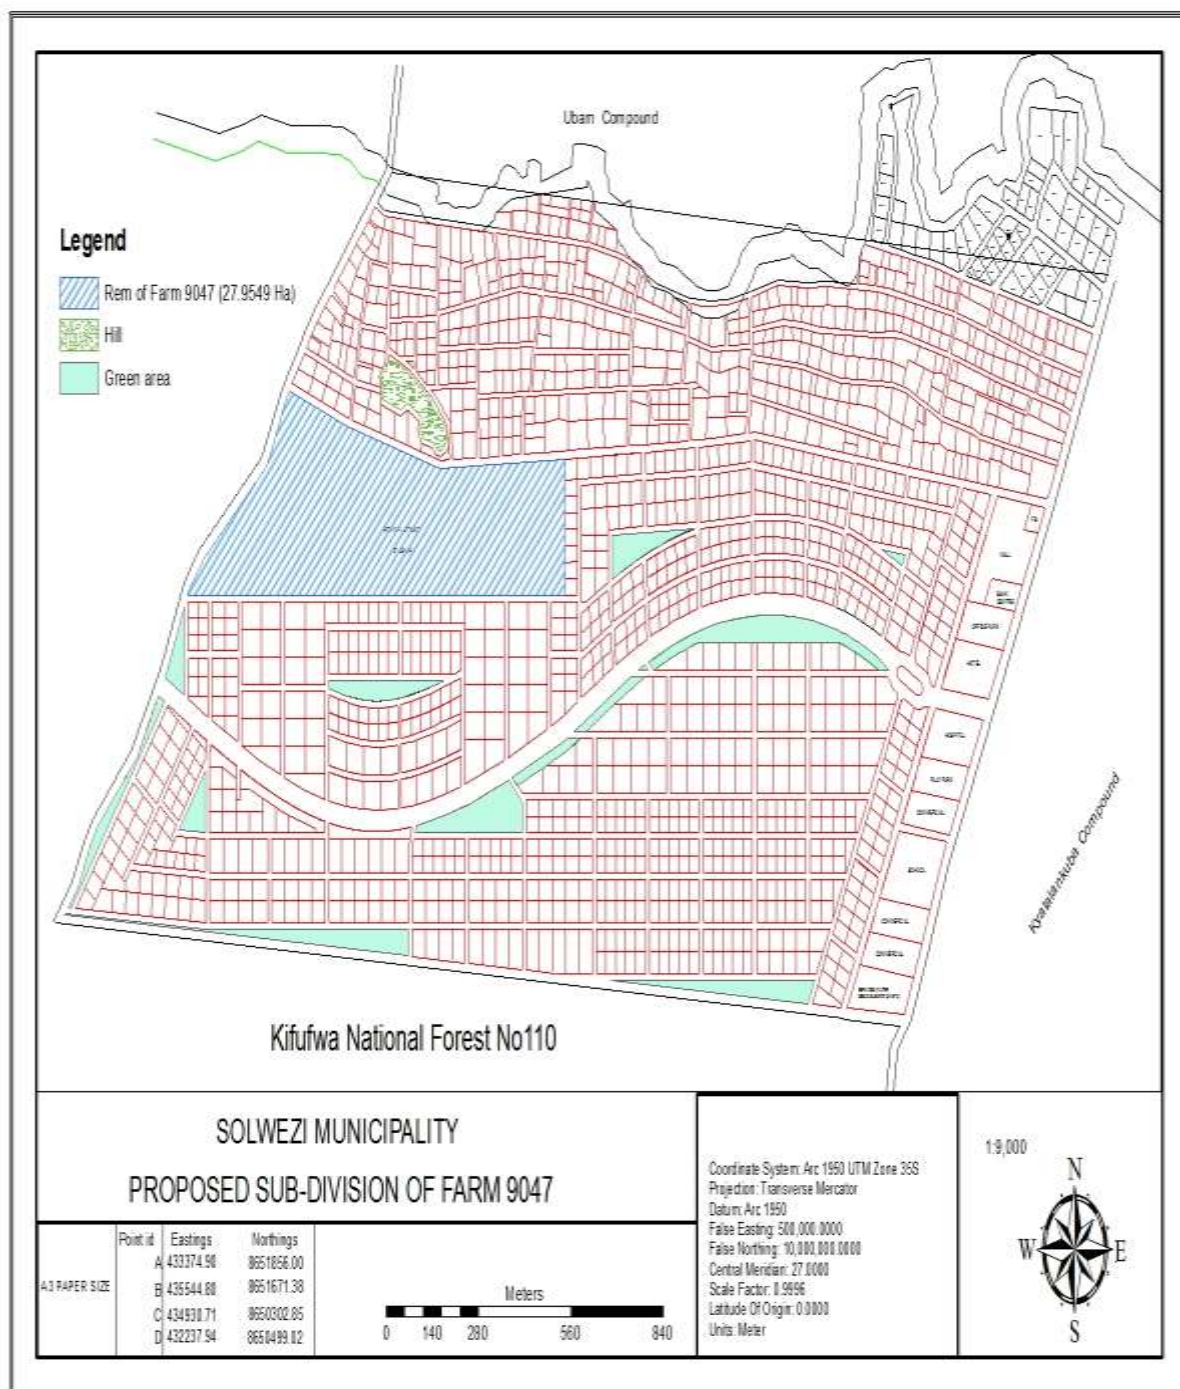 Ubam Compound
Legend
Rem of Farm 9047 (27.9549 Ha)
Hill
Green area
Kifufwa National Forest No110
SOLWEZI MUNICIPALITY
PROPOSED SUB-DIVISION OF FARM 9047
A3 PAPER SIZE
Point id Eastings Northings
A 433374.98 8651856.00
B 435544.80 8651671.38
C 434930.71 8650302.85
D 432237.94 8650499.02
Meters
0 140 280 560 840
Coordinate System: Arc 1950 UTM Zone 35S
Projection: Transverse Mercator
Datum: Arc 1950
False Easting: 500,000.0000
False Northing: 10,000,000.0000
Central Meridian: 27.0000
Scale Factor: 0.9996
Latitude Of Origin: 0.0000
Units: Meter
1:9,000
N
W E
S